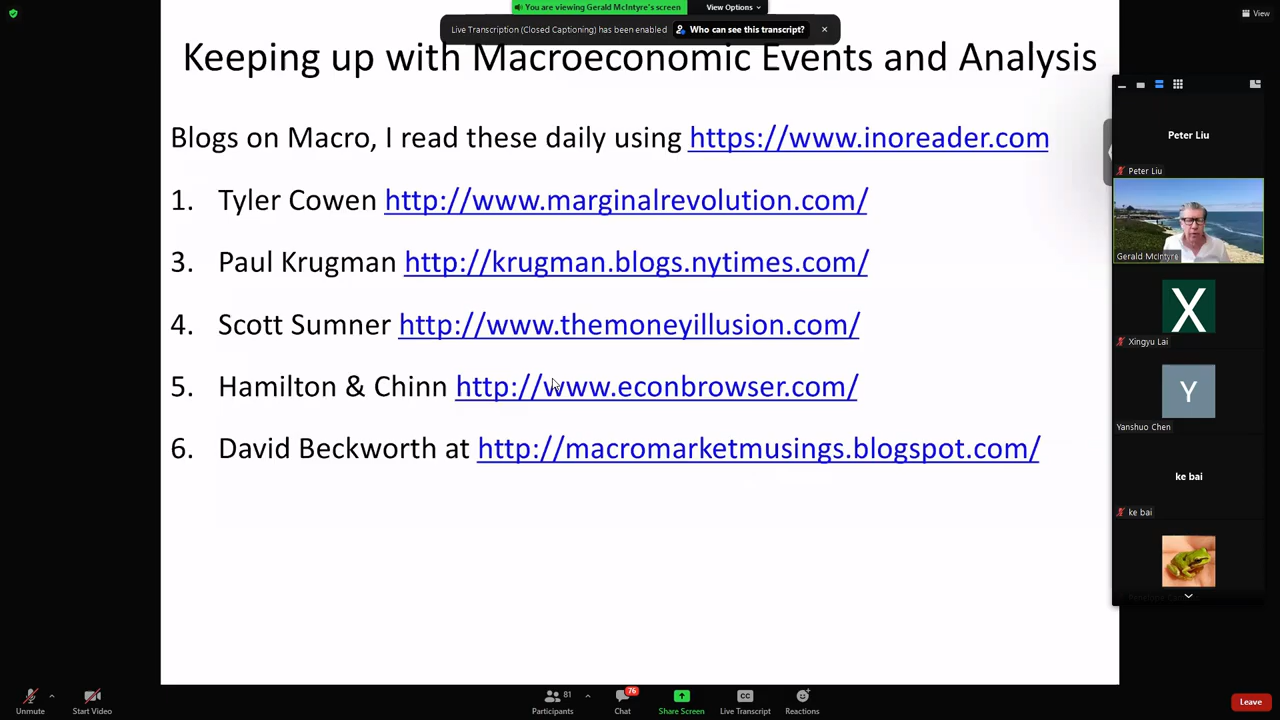 You are viewing Gerald McIntyre's screen
View Options
View
Live Transcription (Closed Captioning) has been enabled
Who can see this transcript?
Keeping up with Macroeconomic Events and Analysis
Blogs on Macro, I read these daily using https://www.inoreader.com
1. Tyler Cowen http://www.marginalrevolution.com/
3. Paul Krugman http://krugman.blogs.nytimes.com/
4. Scott Sumner http://www.themoneyillusion.com/
5. Hamilton & Chinn http://www.econbrowser.com/
6. David Beckworth at http://macromarketmusings.blogspot.com/
Peter Liu
Peter Liu
Gerald McIntyre
X
Xingyu Lai
Y
Yanshuo Chen
ke bai
ke bai
Unmute
Start Video
81
Participants
76
Chat
Share Screen
CC
Live Transcript
Reactions
Leave